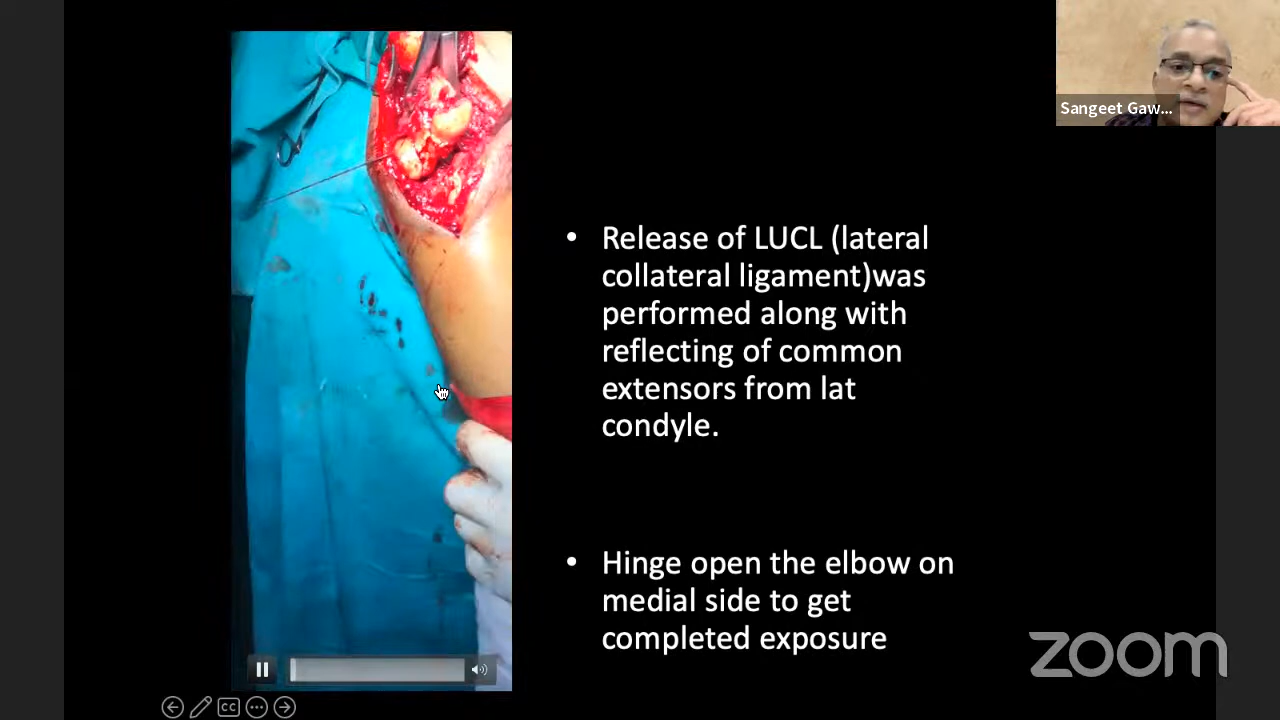 Sangeet Gaw...
• Release of LUCL (lateral
collateral ligament)was
performed along with
reflecting of common
extensors from lat
condyle.
• Hinge open the elbow on
medial side to get
completed exposure
zoom
CC